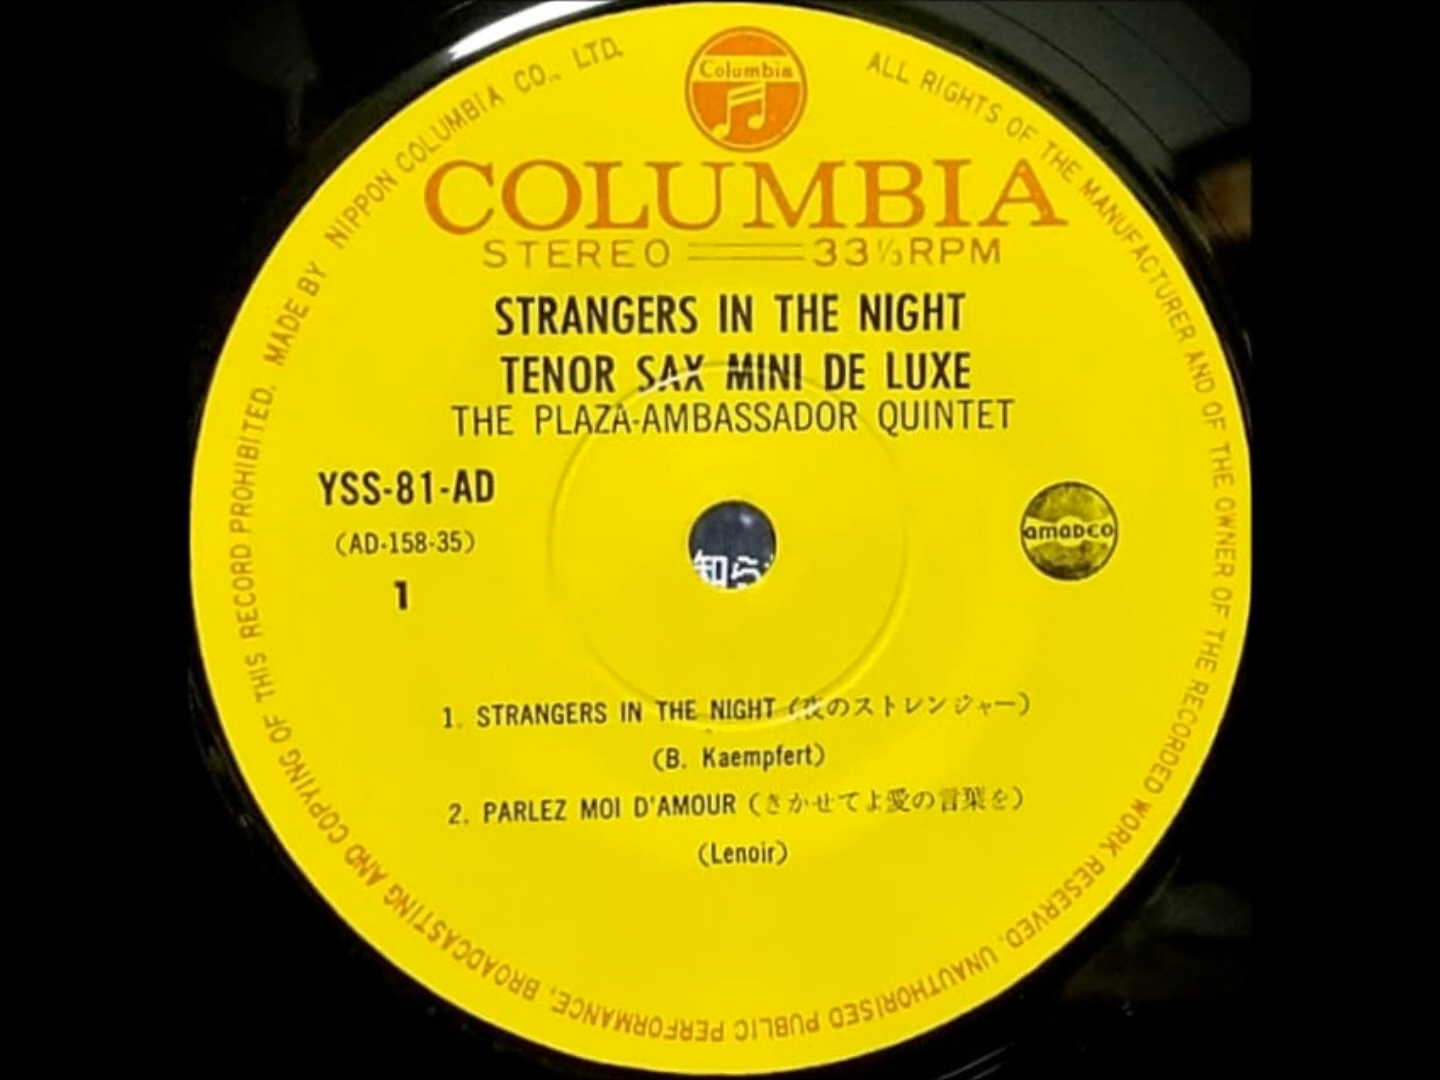 Columbia
COLUMBIA
STEREO 33⅓RPM
STRANGERS IN THE NIGHT
TENOR SAX MINI DE LUXE
THE PLAZA-AMBASSADOR QUINTET
YSS-81-AD
(AD-158-35)
1
amadeo
知ら
1. STRANGERS IN THE NIGHT (夜のストレンジャー)
(B. Kaempfert)
2. PARLEZ MOI D'AMOUR (きかせてよ愛の言葉を)
(Lenoir)
MADE BY NIPPON COLUMBIA CO., LTD. ALL RIGHTS OF THE MANUFACTURER AND OF THE OWNER OF THE RECORDED WORK RESERVED. UNAUTHORISED PUBLIC PERFORMANCE, BROADCASTING AND COPYING OF THIS RECORD PROHIBITED.